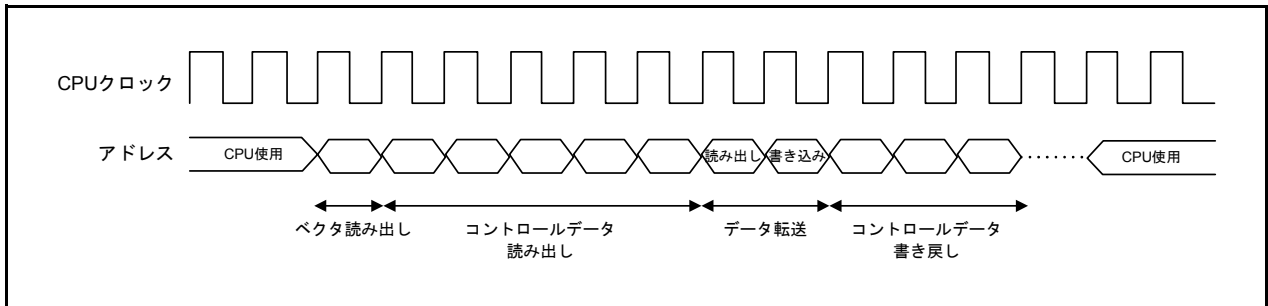 CPUクロック
アドレス
CPU使用
読み出し
書き込み
CPU使用
ベクタ読み出し
コントロールデータ
読み出し
データ転送
コントロールデータ
書き戻し